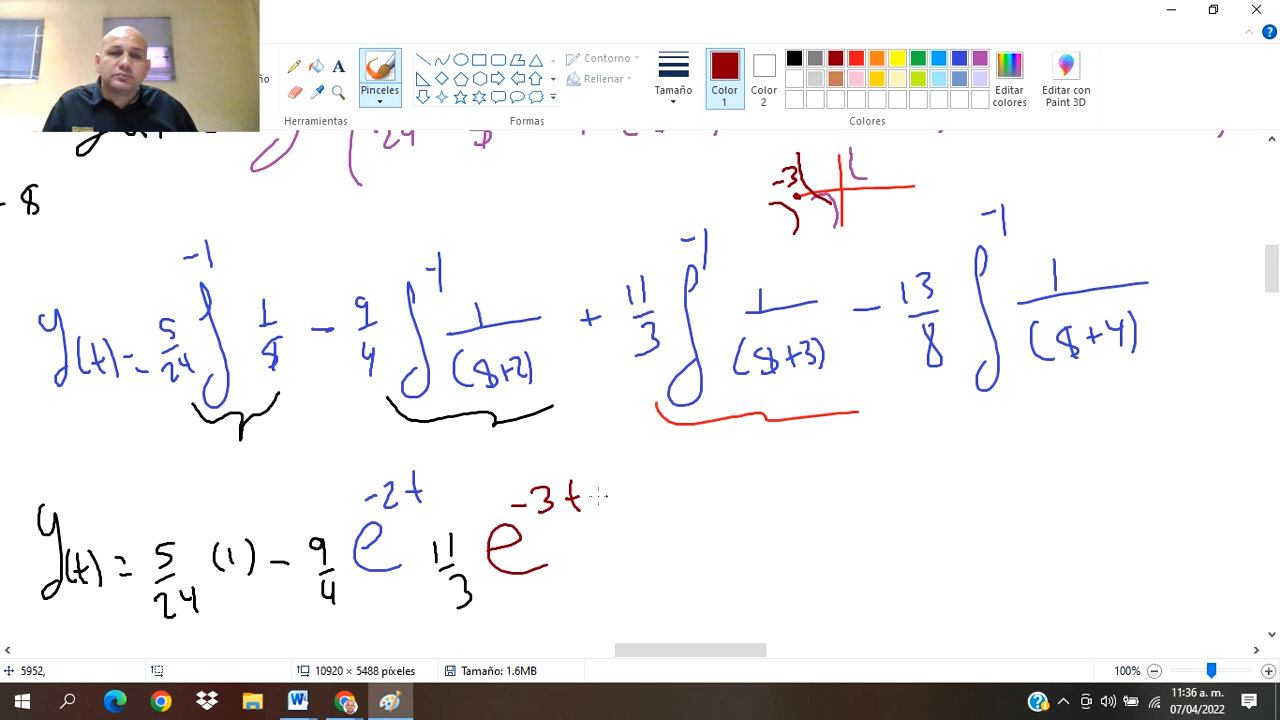 Contorno
Rellenar
Pinceles
Tamaño
Color 1
Color 2
Editar colores
Editar con Paint 3D
Herramientas
Formas
Colores
24 8
- 8
-3
y(t) = 5/24 ℒ^-1 1/s - 9/4 ℒ^-1 1/(s+2) + 11/3 ℒ^-1 1/(s+3) - 13/8 ℒ^-1 1/(s+4)
y(t) = 5/24 (1) - 9/4 e^-2t 11/3 e^-3t
5952,
10920 × 5488 píxeles
Tamaño: 1.6MB
100%
11:36 a. m.
07/04/2022